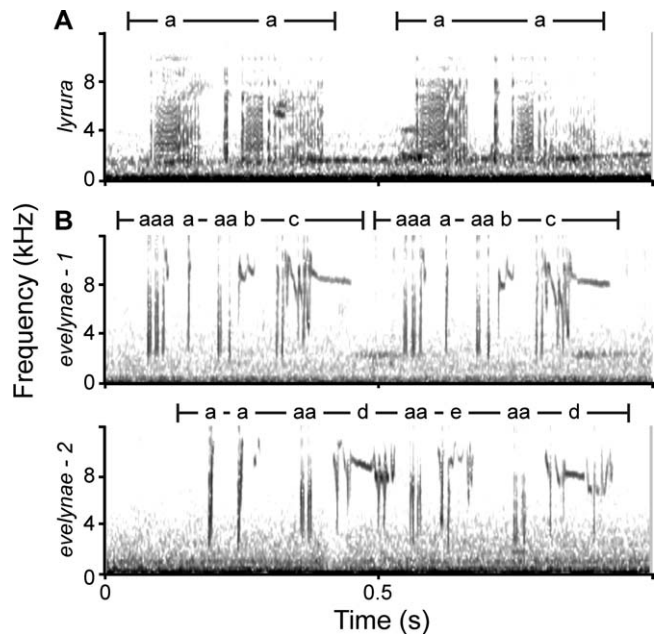 A
a a a a
lyrura
8
4
0
Frequency (kHz)
B
aaa a aa b c aaa a aa b c
evelynae - 1
8
4
0
a - a aa d aa e aa d
evelynae - 2
8
4
0
0 0.5
Time (s)